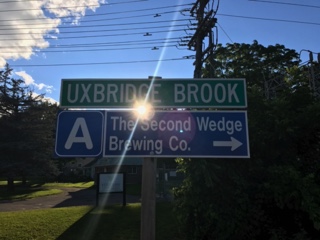 UXBRIDGE BROOK
A
The Second Wedge
Brewing Co. →